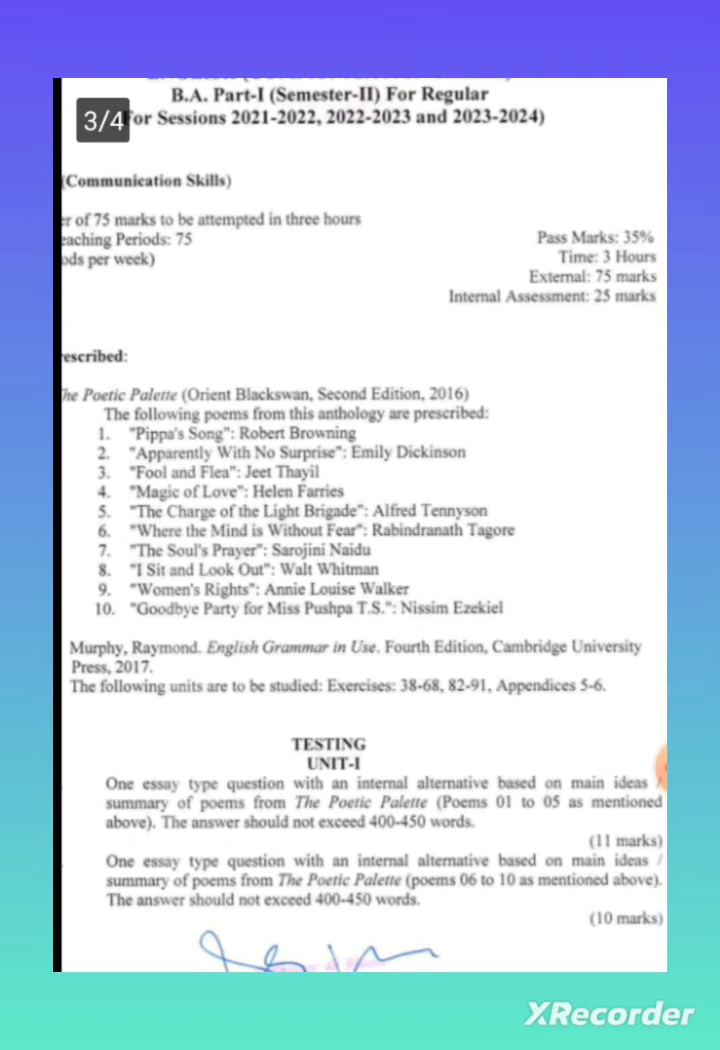 B.A. Part-I (Semester-II) For Regular
3/4 or Sessions 2021-2022, 2022-2023 and 2023-2024)
(Communication Skills)
er of 75 marks to be attempted in three hours
eaching Periods: 75
Pass Marks: 35%
ods per week)
Time: 3 Hours
External: 75 marks
Internal Assessment: 25 marks
escribed:
The Poetic Palette (Orient Blackswan, Second Edition, 2016)
The following poems from this anthology are prescribed:
1. "Pippa's Song": Robert Browning
2. "Apparently With No Surprise": Emily Dickinson
3. "Fool and Flea": Jeet Thayil
4. "Magic of Love": Helen Farries
5. "The Charge of the Light Brigade": Alfred Tennyson
6. "Where the Mind is Without Fear": Rabindranath Tagore
7. "The Soul's Prayer": Sarojini Naidu
8. "I Sit and Look Out": Walt Whitman
9. "Women's Rights": Annie Louise Walker
10. "Goodbye Party for Miss Pushpa T.S.": Nissim Ezekiel
Murphy, Raymond. English Grammar in Use. Fourth Edition, Cambridge University
Press, 2017.
The following units are to be studied: Exercises: 38-68, 82-91, Appendices 5-6.
TESTING
UNIT-I
One essay type question with an internal alternative based on main ideas /
summary of poems from The Poetic Palette (Poems 01 to 05 as mentioned
above). The answer should not exceed 400-450 words.
(11 marks)
One essay type question with an internal alternative based on main ideas /
summary of poems from The Poetic Palette (poems 06 to 10 as mentioned above).
The answer should not exceed 400-450 words.
(10 marks)
XRecorder